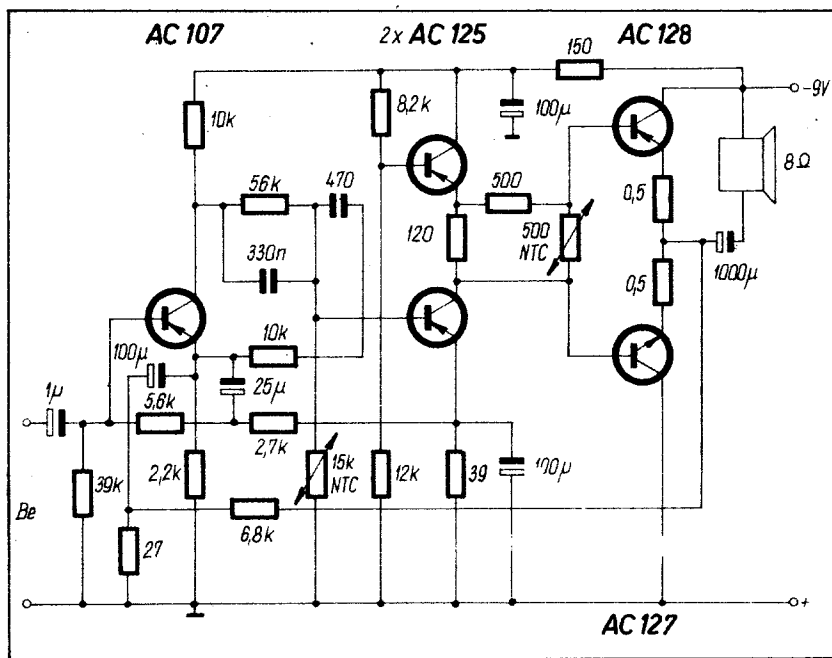 AC 107
2x AC 125
AC 128
150
-9V
10k
8,2k
100µ
8Ω
56k
470
500
0,5
120
500
NTC
330n
1000µ
0,5
10k
100µ
25µ
1µ
5,6k
2,7k
39k
2,2k
15k
NTC
12k
39
100µ
Be
6,8k
27
+
AC 127